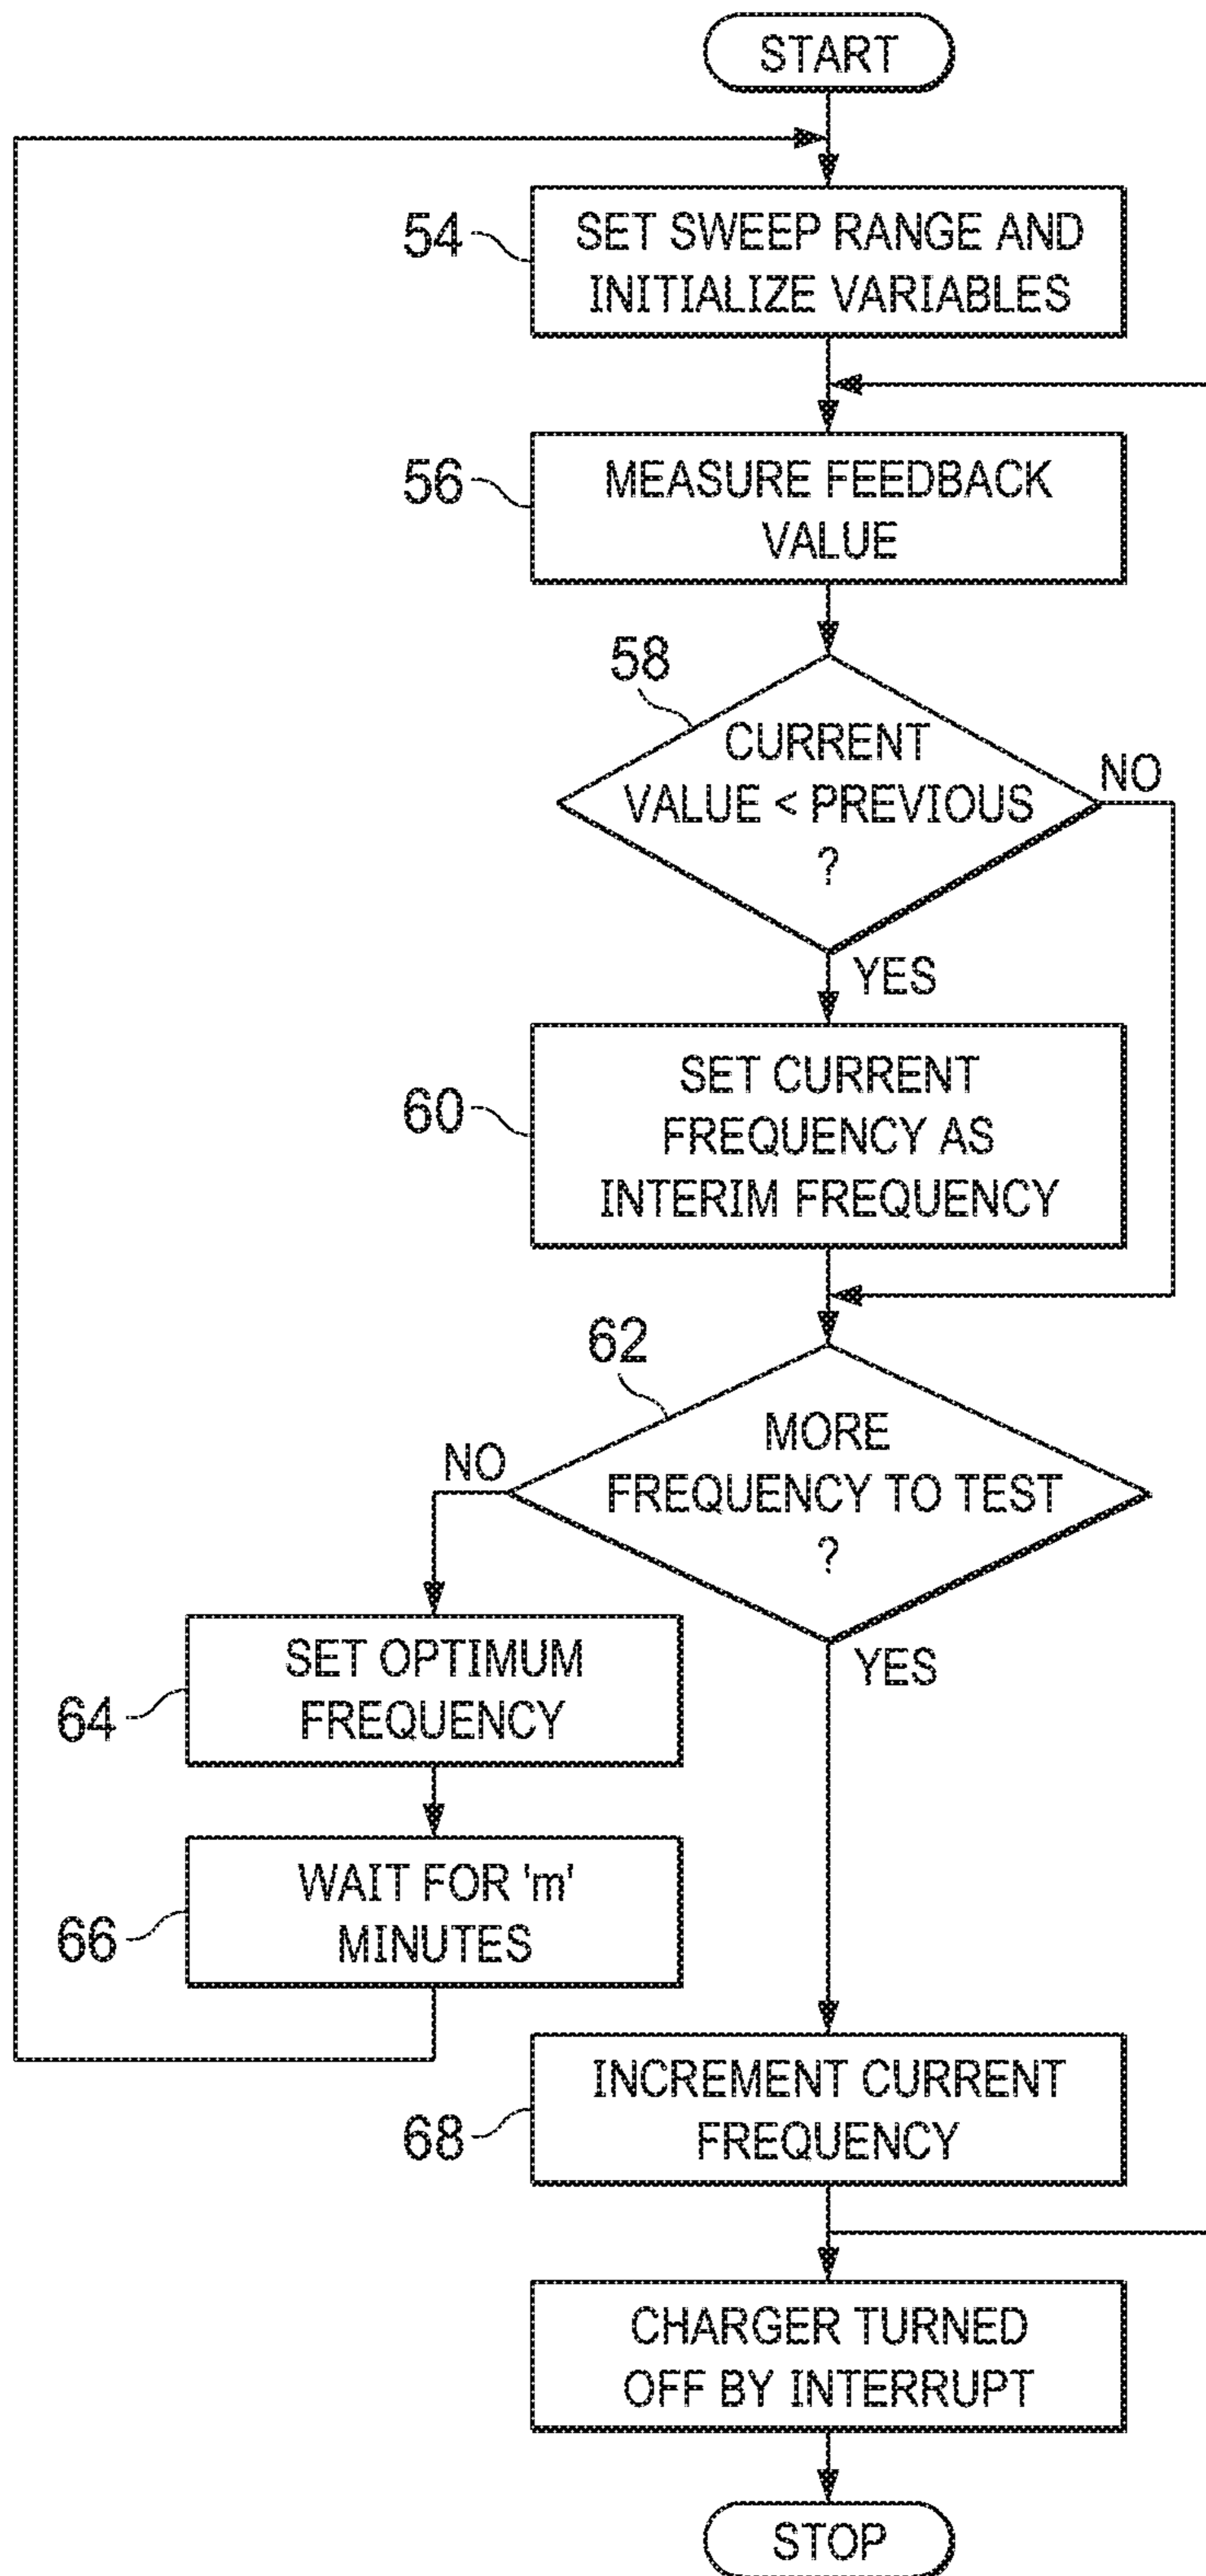 START
54
SET SWEEP RANGE AND
INITIALIZE VARIABLES
56
MEASURE FEEDBACK
VALUE
58
CURRENT
VALUE < PREVIOUS
?
NO
YES
60
SET CURRENT
FREQUENCY AS
INTERIM FREQUENCY
62
MORE
FREQUENCY TO TEST
?
NO
YES
64
SET OPTIMUM
FREQUENCY
66
WAIT FOR 'm'
MINUTES
68
INCREMENT CURRENT
FREQUENCY
CHARGER TURNED
OFF BY INTERRUPT
STOP